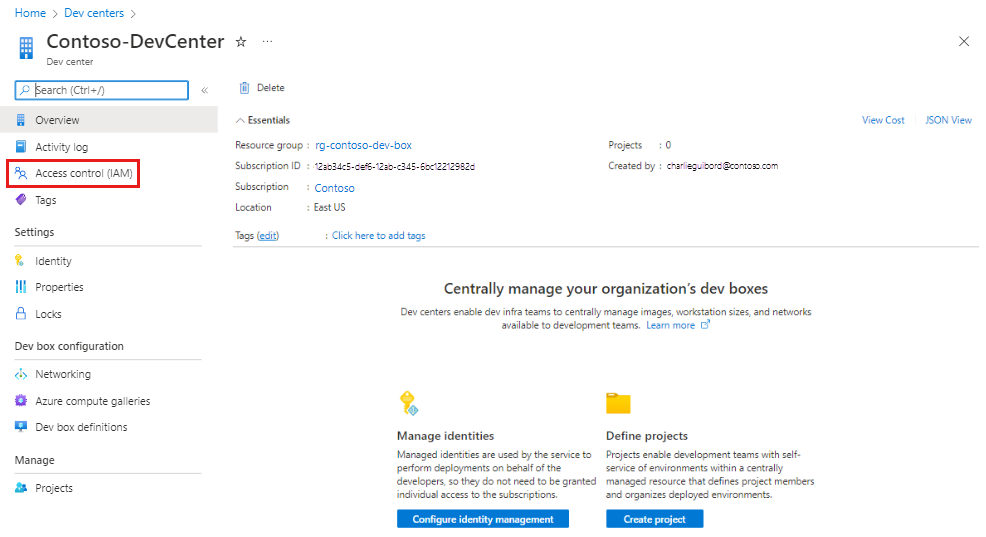 Home > Dev centers >
Contoso-DevCenter ☆ ...
Dev center
Search (Ctrl+/)
«
Overview
Activity log
Access control (IAM)
Tags
Settings
Identity
Properties
Locks
Dev box configuration
Networking
Azure compute galleries
Dev box definitions
Manage
Projects
Delete
Essentials
View Cost
JSON View
Resource group : rg-contoso-dev-box
Subscription ID : 12ab34c5-def6-12ab-c345-6bc12212982d
Subscription : Contoso
Location : East US
Projects : 0
Created by : charlieguibord@contoso.com
Tags (edit) : Click here to add tags
Centrally manage your organization's dev boxes
Dev centers enable dev infra teams to centrally manage images, workstation sizes, and networks
available to development teams. Learn more
Manage identities
Managed identities are used by the service to
perform deployments on behalf of the
developers, so they do not need to be granted
individual access to the subscriptions.
Configure identity management
Define projects
Projects enable development teams with self-
service of environments within a centrally
managed resource that defines project members
and organizes deployed environments.
Create project